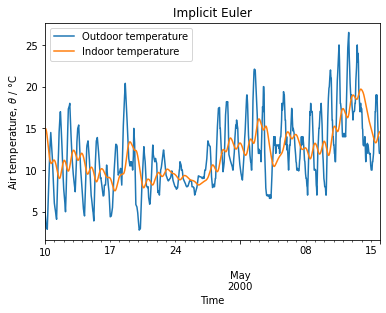 Implicit Euler
Outdoor temperature
Indoor temperature
Air temperature, θ / °C
25
20
15
10
5
10
17
24
08
15
May
2000
Time